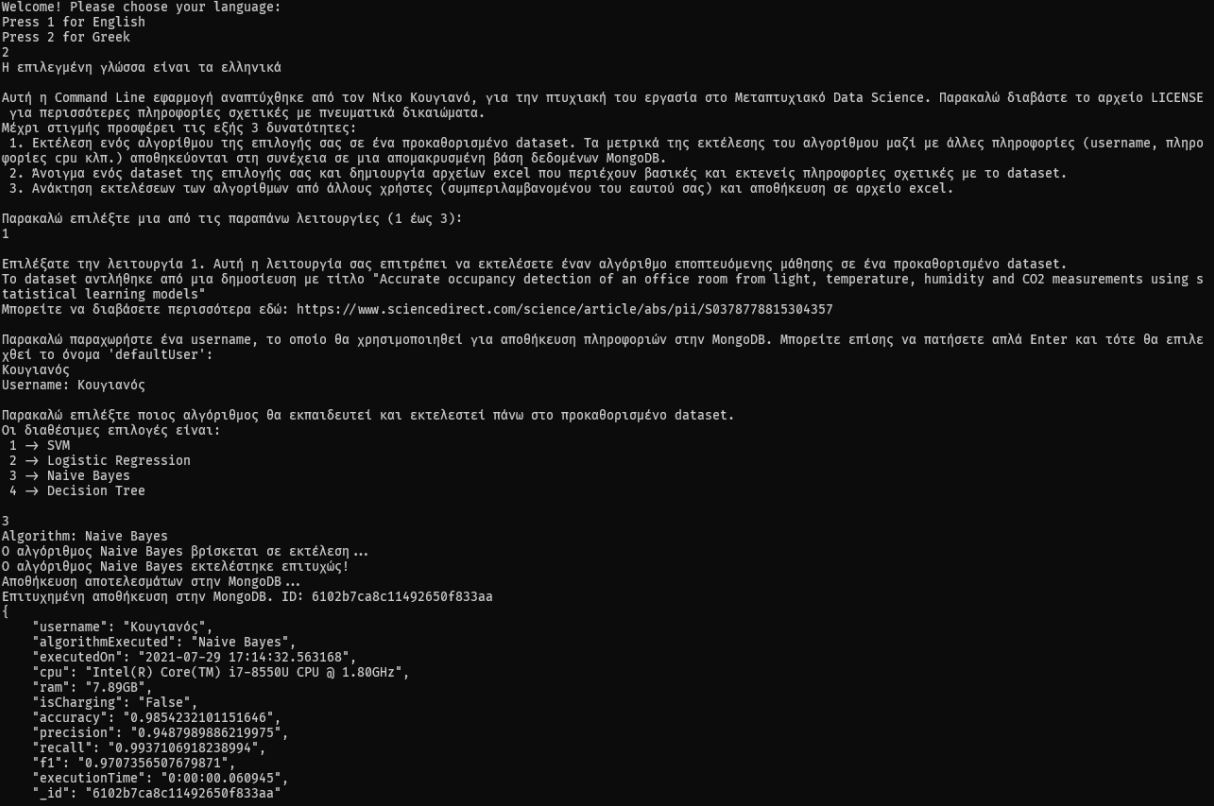 Welcome! Please choose your language:
Press 1 for English
Press 2 for Greek
2
Η επιλεγμένη γλώσσα είναι τα ελληνικά
Αυτή η Command Line εφαρμογή αναπτύχθηκε από τον Νίκο Κουγιανό, για την πτυχιακή του εργασία στο Μεταπτυχιακό Data Science. Παρακαλώ διαβάστε το αρχείο LICENSE
για περισσότερες πληροφορίες σχετικές με πνευματικά δικαιώματα.
Μέχρι στιγμής προσφέρει τις εξής 3 δυνατότητες:
1. Εκτέλεση ενός αλγορίθμου της επιλογής σας σε ένα προκαθορισμένο dataset. Τα μετρικά της εκτέλεσης του αλγορίθμου μαζί με άλλες πληροφορίες (username, πληρο
φορίες cpu κλπ.) αποθηκεύονται στη συνέχεια σε μια απομακρυσμένη βάση δεδομένων MongoDB.
2. Άνοιγμα ενός dataset της επιλογής σας και δημιουργία αρχείων excel που περιέχουν βασικές και εκτενείς πληροφορίες σχετικές με το dataset.
3. Ανάκτηση εκτελέσεων των αλγορίθμων από άλλους χρήστες (συμπεριλαμβανομένου του εαυτού σας) και αποθήκευση σε αρχείο excel.
Παρακαλώ επιλέξτε μια από τις παραπάνω λειτουργίες (1 έως 3):
1
Επιλέξατε την λειτουργία 1. Αυτή η λειτουργία σας επιτρέπει να εκτελέσετε έναν αλγόριθμο εποπτευόμενης μάθησης σε ένα προκαθορισμένο dataset.
Το dataset αντλήθηκε από μια δημοσίευση με τίτλο "Accurate occupancy detection of an office room from light, temperature, humidity and CO2 measurements using s
tatistical learning models"
Μπορείτε να διαβάσετε περισσότερα εδώ: https://www.sciencedirect.com/science/article/abs/pii/S0378778815304357
Παρακαλώ παραχωρήστε ένα username, το οποίο θα χρησιμοποιηθεί για αποθήκευση πληροφοριών στην MongoDB. Μπορείτε επίσης να πατήσετε απλά Enter και τότε θα επιλε
χθεί το όνομα 'defaultUser':
Κουγιανός
Username: Κουγιανός
Παρακαλώ επιλέξτε ποιος αλγόριθμος θα εκπαιδευτεί και εκτελεστεί πάνω στο προκαθορισμένο dataset.
Οι διαθέσιμες επιλογές είναι:
1 → SVM
2 → Logistic Regression
3 → Naive Bayes
4 → Decision Tree
3
Algorithm: Naive Bayes
Ο αλγόριθμος Naive Bayes βρίσκεται σε εκτέλεση...
Ο αλγόριθμος Naive Bayes εκτελέστηκε επιτυχώς!
Αποθήκευση αποτελεσμάτων στην MongoDB...
Επιτυχημένη αποθήκευση στην MongoDB. ID: 6102b7ca8c11492650f833aa
{
"username": "Κουγιανός",
"algorithmExecuted": "Naive Bayes",
"executedOn": "2021-07-29 17:14:32.563168",
"cpu": "Intel(R) Core(TM) i7-8550U CPU @ 1.80GHz",
"ram": "7.89GB",
"isCharging": "False",
"accuracy": "0.9854232101151646",
"precision": "0.9487989886219975",
"recall": "0.9937106918238994",
"f1": "0.9707356507679871",
"executionTime": "0:00:00.060945",
"_id": "6102b7ca8c11492650f833aa"